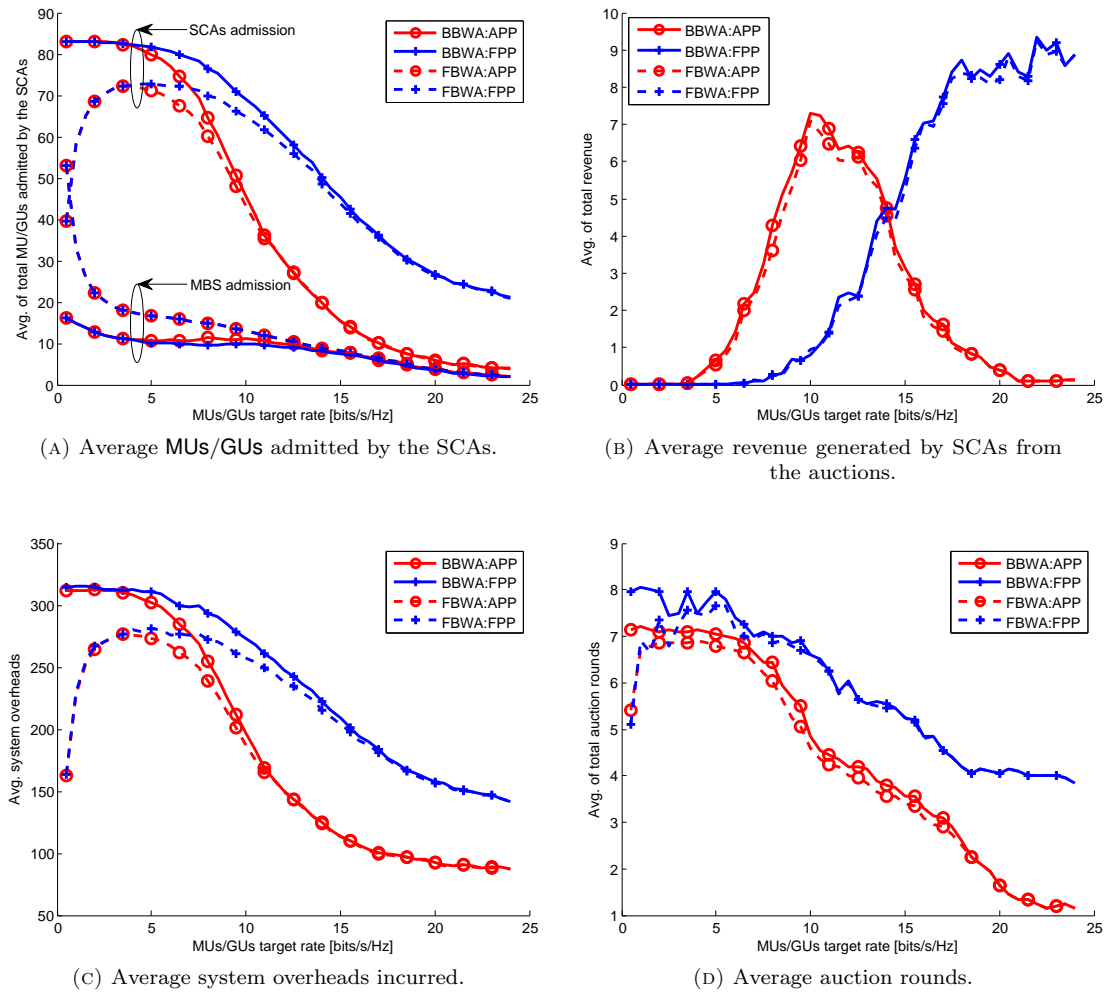 90
80
70
60
50
40
30
20
10
0
0 5 10 15 20 25
Avg. of total MU/GUs admitted by the SCAs
MUs/GUs target rate [bits/s/Hz]
SCAs admission
MBS admission
BBWA:APP
BBWA:FPP
FBWA:APP
FBWA:FPP
(A) Average MUs/GUs admitted by the SCAs.
10
9
8
7
6
5
4
3
2
1
0
0 5 10 15 20 25
Avg. of total revenue
MUs/GUs target rate [bits/s/Hz]
BBWA:APP
BBWA:FPP
FBWA:APP
FBWA:FPP
(B) Average revenue generated by SCAs from
the auctions.
350
300
250
200
150
100
50
0 5 10 15 20 25
Avg. system overheads
MUs/GUs target rate [bits/s/Hz]
BBWA:APP
BBWA:FPP
FBWA:APP
FBWA:FPP
(C) Average system overheads incurred.
9
8
7
6
5
4
3
2
1
0 5 10 15 20 25
Avg. of total auction rounds
MUs/GUs target rate [bits/s/Hz]
BBWA:APP
BBWA:FPP
FBWA:APP
FBWA:FPP
(D) Average auction rounds.